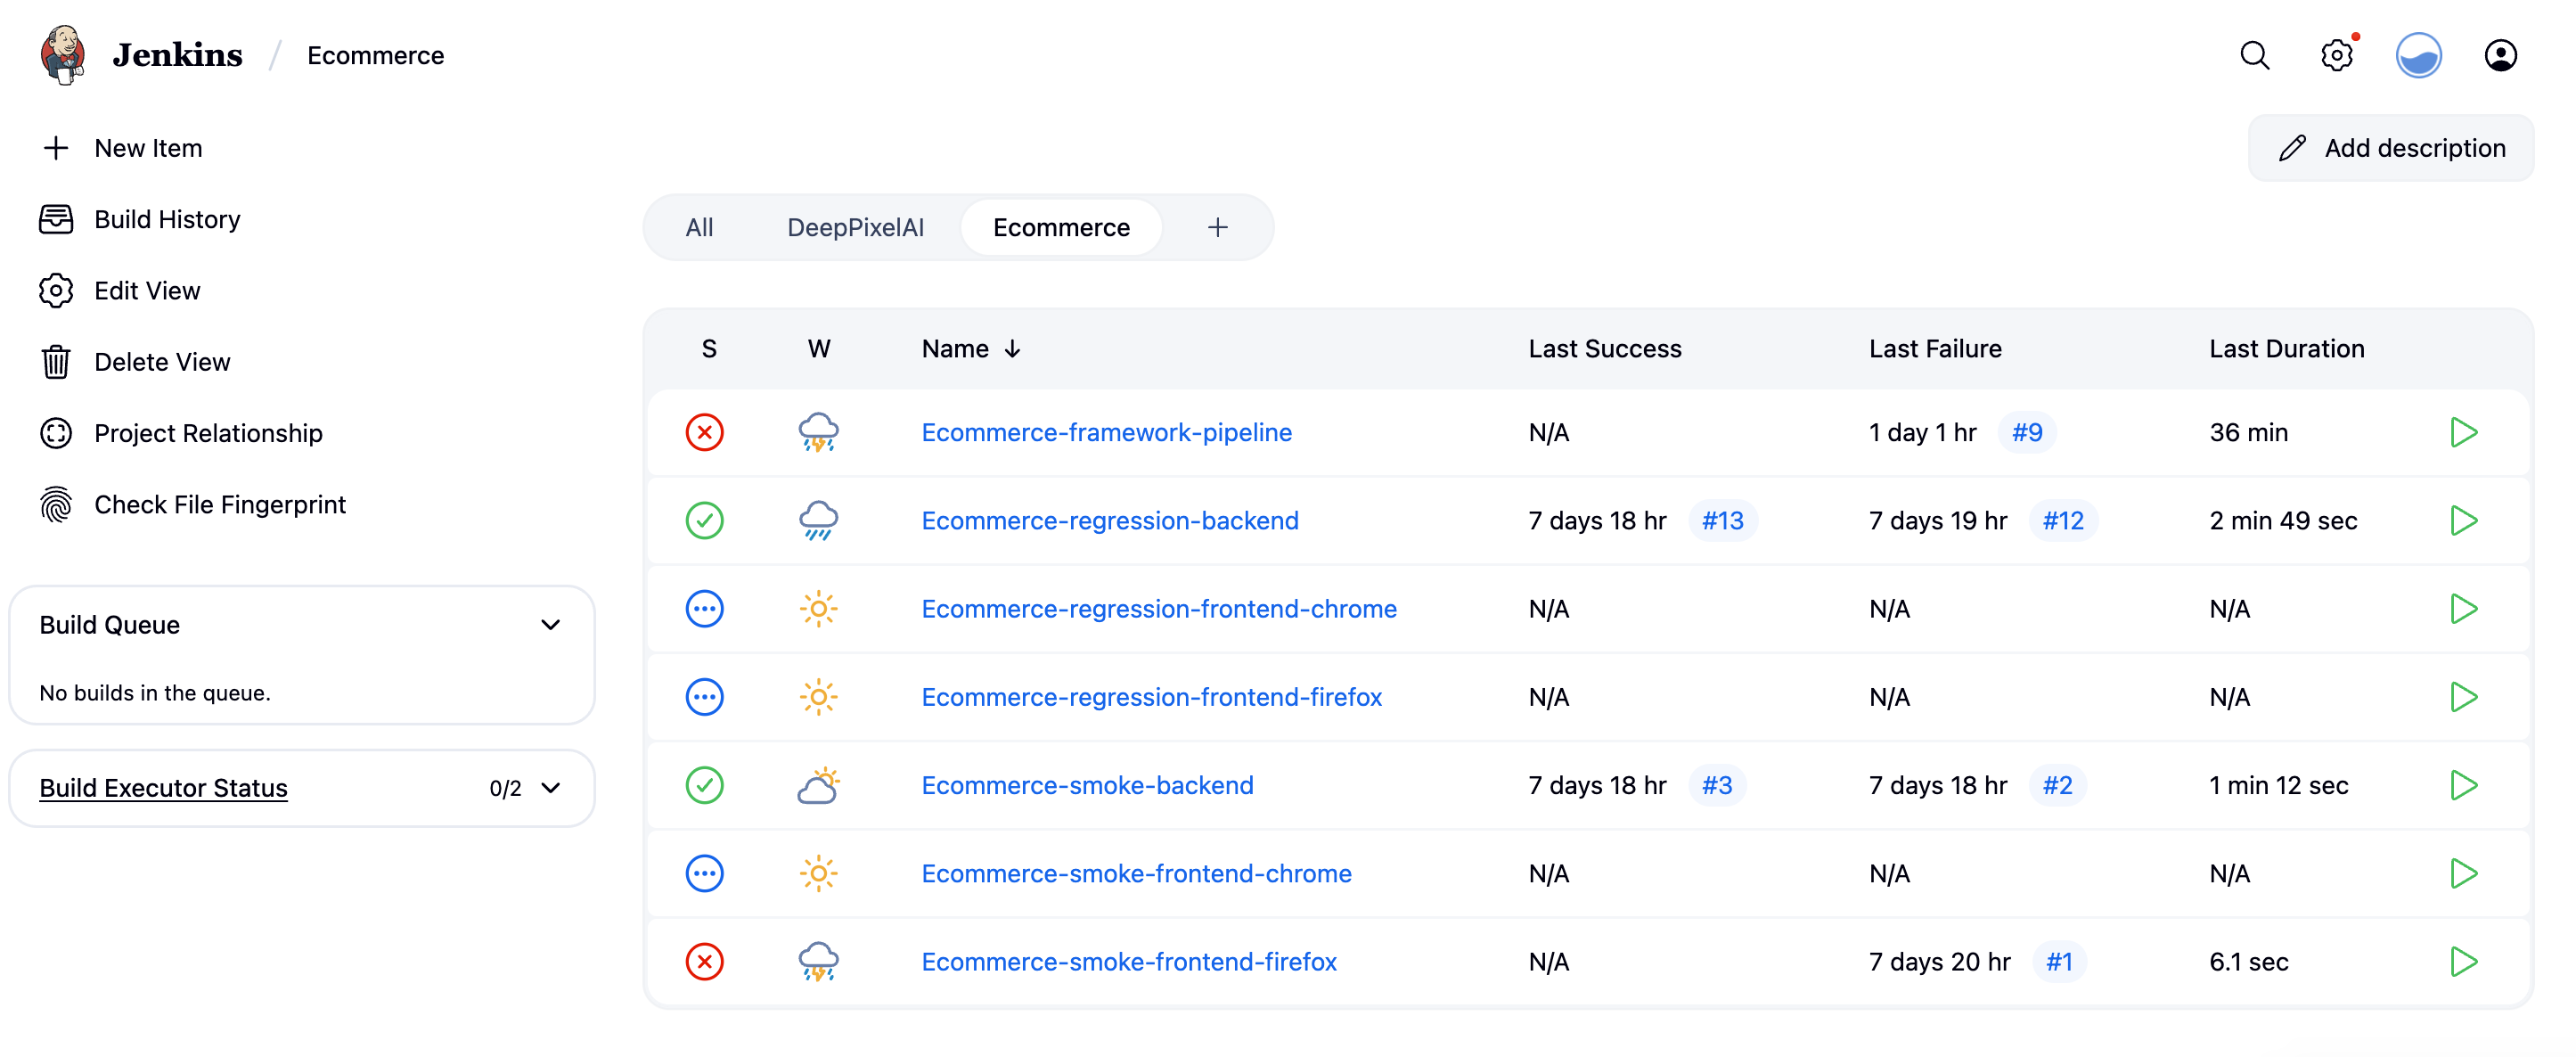 Jenkins / Ecommerce
New Item
Build History
Edit View
Delete View
Project Relationship
Check File Fingerprint
Build Queue
No builds in the queue.
Build Executor Status 0/2
Add description
All DeepPixelAI Ecommerce +
S W Name ↓ Last Success Last Failure Last Duration
Ecommerce-framework-pipeline N/A 1 day 1 hr #9 36 min
Ecommerce-regression-backend 7 days 18 hr #13 7 days 19 hr #12 2 min 49 sec
Ecommerce-regression-frontend-chrome N/A N/A N/A
Ecommerce-regression-frontend-firefox N/A N/A N/A
Ecommerce-smoke-backend 7 days 18 hr #3 7 days 18 hr #2 1 min 12 sec
Ecommerce-smoke-frontend-chrome N/A N/A N/A
Ecommerce-smoke-frontend-firefox N/A 7 days 20 hr #1 6.1 sec